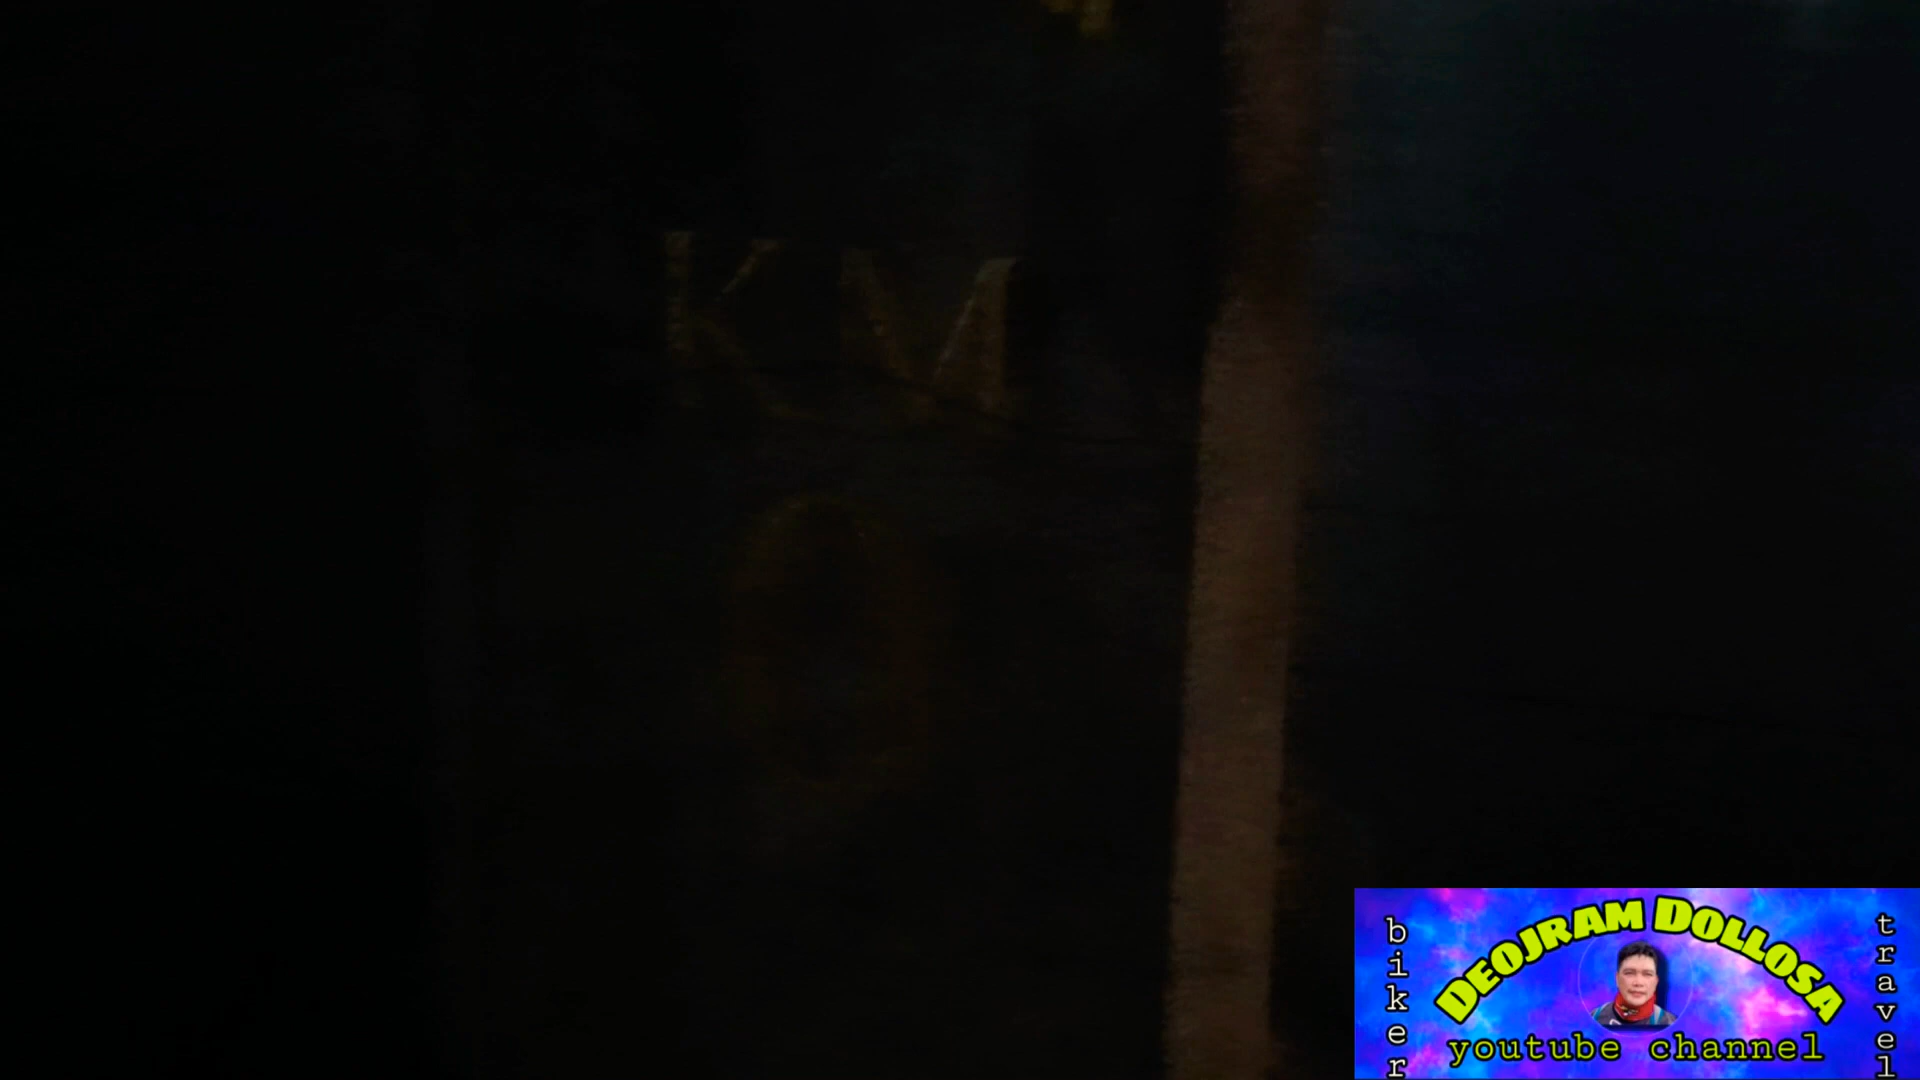 KM
0
DEOJRAM DOLLOSA
biker
travel
youtube channel